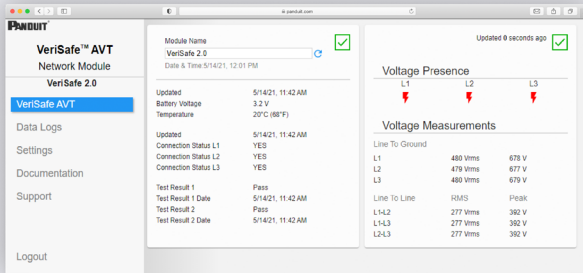 panduit.com
PANDUIT
VeriSafe™ AVT
Network Module
VeriSafe 2.0
VeriSafe AVT
Data Logs
Settings
Documentation
Support
Logout
Module Name
VeriSafe 2.0
Date & Time:5/14/21, 12:01 PM
Updated 5/14/21, 11:42 AM
Battery Voltage 3.2 V
Temperature 20°C (68°F)
Updated 5/14/21, 11:42 AM
Connection Status L1 YES
Connection Status L2 YES
Connection Status L3 YES
Test Result 1 Pass
Test Result 1 Date 5/14/21, 11:42 AM
Test Result 2 Pass
Test Result 2 Date 5/14/21, 11:42 AM
Updated 0 seconds ago
Voltage Presence
L1 L2 L3
Voltage Measurements
Line To Ground
L1 480 Vrms 678 V
L2 479 Vrms 677 V
L3 480 Vrms 679 V
Line To Line RMS Peak
L1-L2 277 Vrms 392 V
L1-L3 277 Vrms 392 V
L2-L3 277 Vrms 392 V